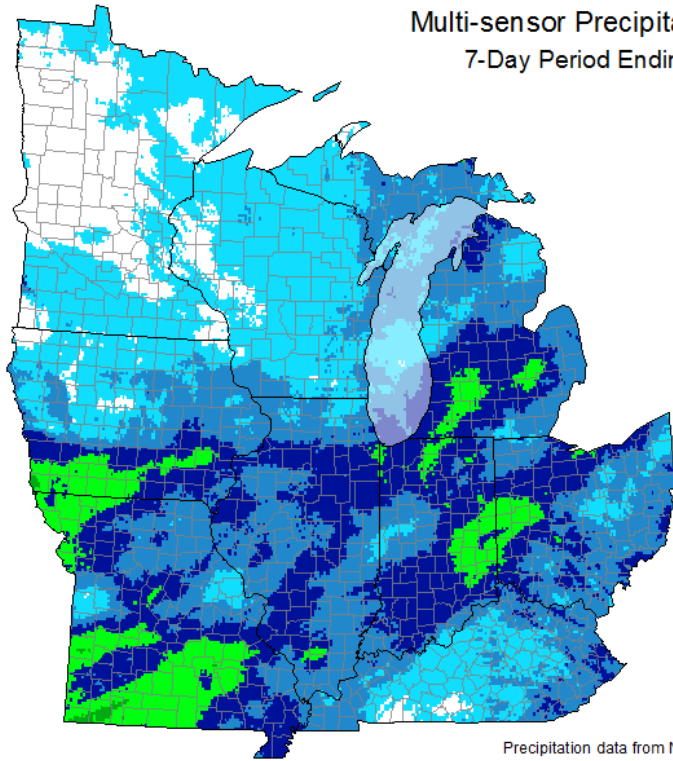 Multi-sensor Precipita
7-Day Period Endin
Precipitation data from N